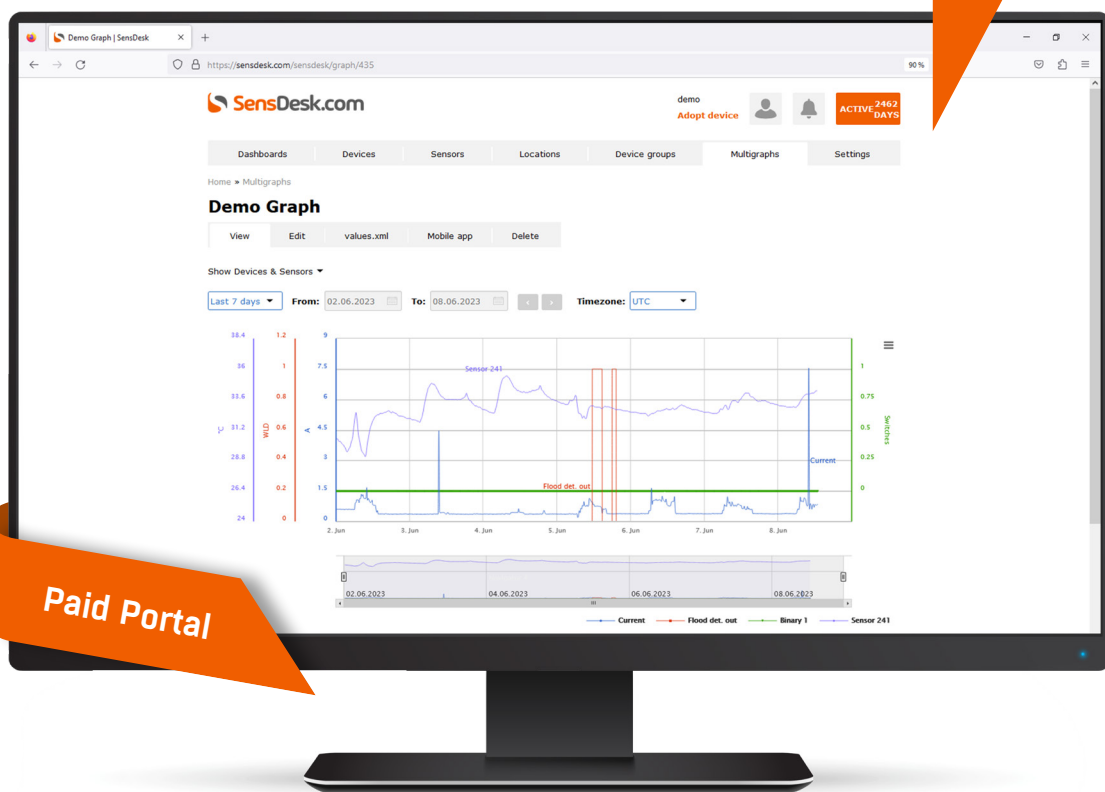 Demo Graph | SensDesk
https://sensdesk.com/sensdesk/graph/435
90 %
SensDesk.com
demo
Adopt device
ACTIVE 2462 DAYS
Dashboards Devices Sensors Locations Device groups Multigraphs Settings
Home » Multigraphs
Demo Graph
View Edit values.xml Mobile app Delete
Show Devices & Sensors
Last 7 days From: 02.06.2023 To: 08.06.2023 Timezone: UTC
38.4 1.2 9
36 1 7.5 Sensor 241 1
33.6 0.8 6 0.75
°C 31.2 WLD 0.6 A 4.5 0.5 Switches
28.8 0.4 3 Current 0.25
26.4 0.2 1.5 Flood det. out 0
24 0 0
2. Jun 3. Jun 4. Jun 5. Jun 6. Jun 7. Jun 8. Jun
02.06.2023 04.06.2023 06.06.2023 08.06.2023
Current Flood det. out Binary 1 Sensor 241
Paid Portal